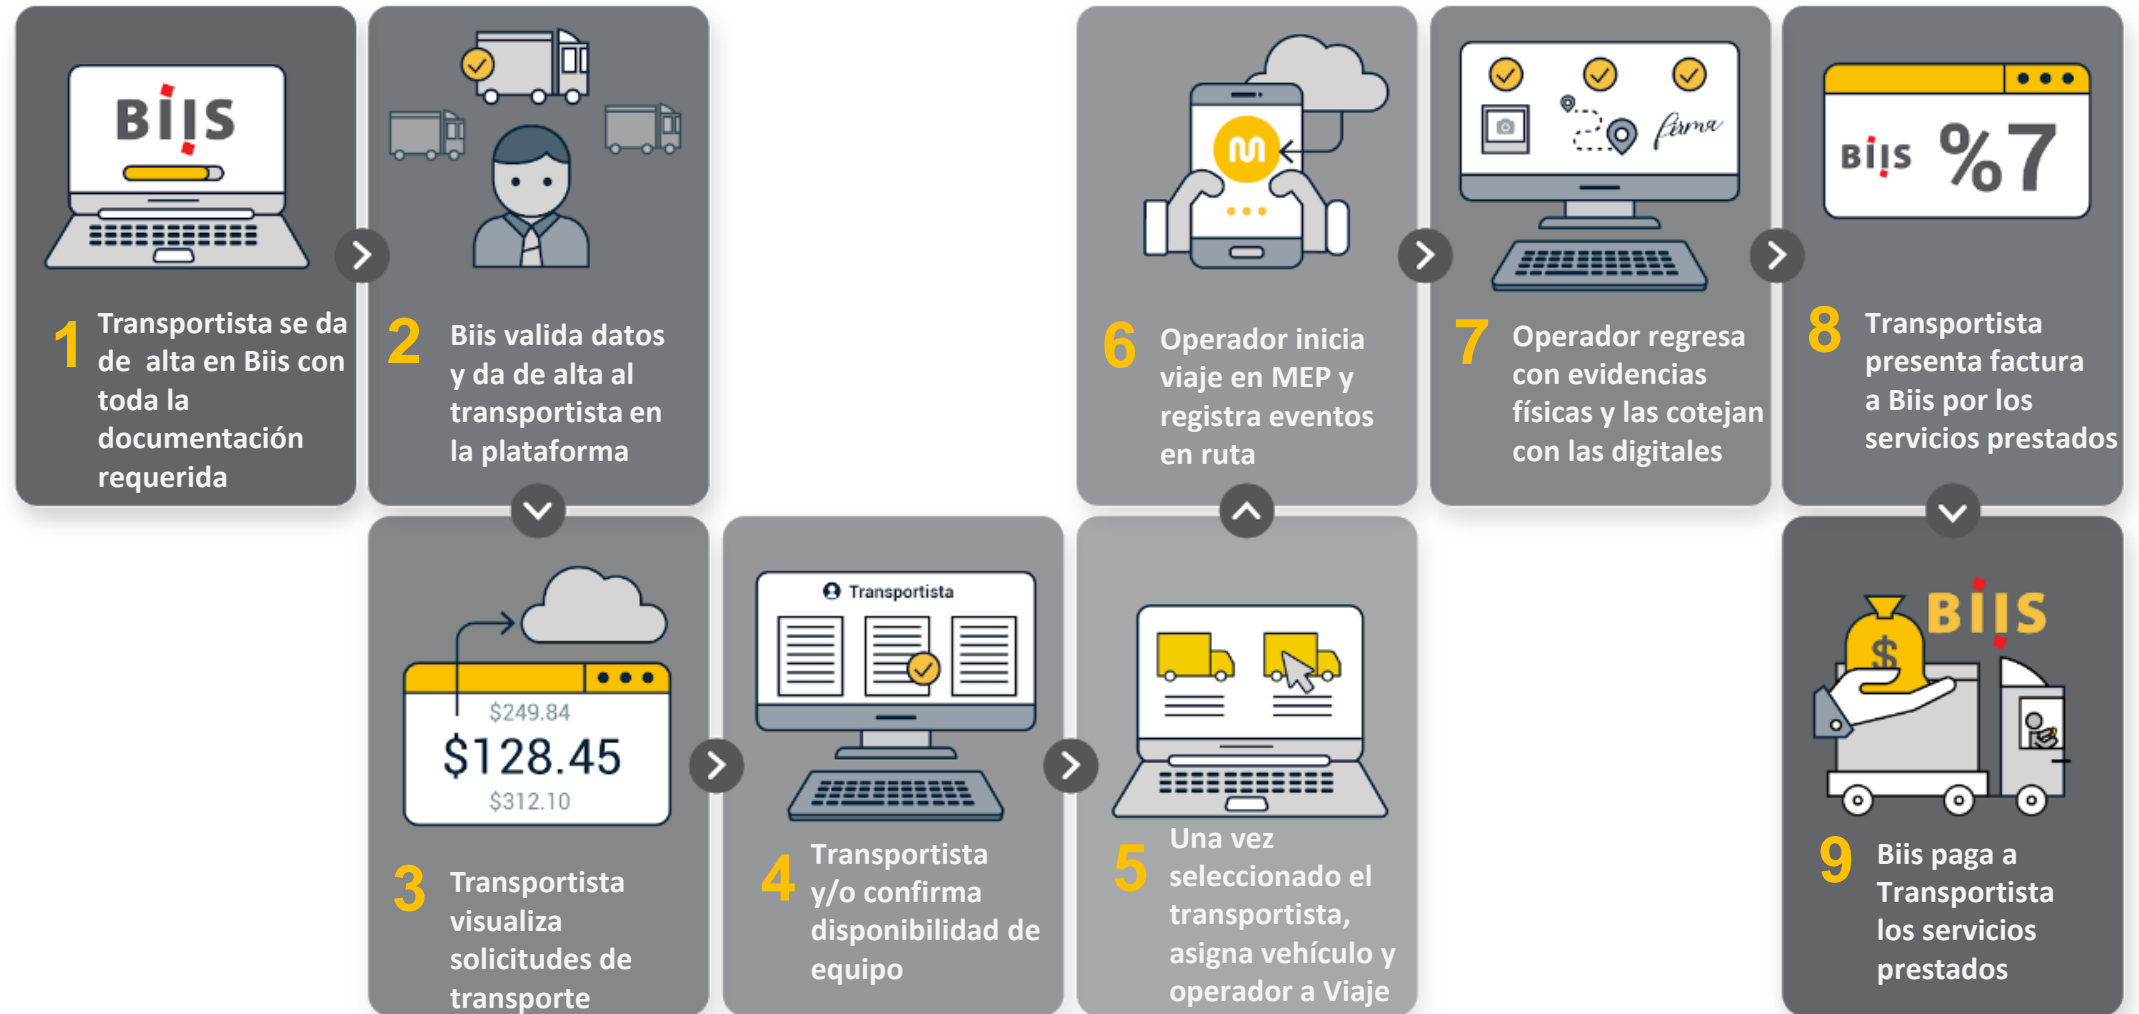 BIIS
1
Transportista se da
de alta en Biis con
toda la
documentación
requerida
2
Biis valida datos
y da de alta al
transportista en
la plataforma
$249.84
$128.45
$312.10
3
Transportista
visualiza
solicitudes de
transporte
Transportista
4
Transportista
y/o confirma
disponibilidad de
equipo
5
Una vez
seleccionado el
transportista,
asigna vehículo y
operador a Viaje
M
6
Operador inicia
viaje en MEP y
registra eventos
en ruta
firma
7
Operador regresa
con evidencias
físicas y las cotejan
con las digitales
BIIS %7
8
Transportista
presenta factura
a Biis por los
servicios prestados
BIIS
$
9
Biis paga a
Transportista
los servicios
prestados